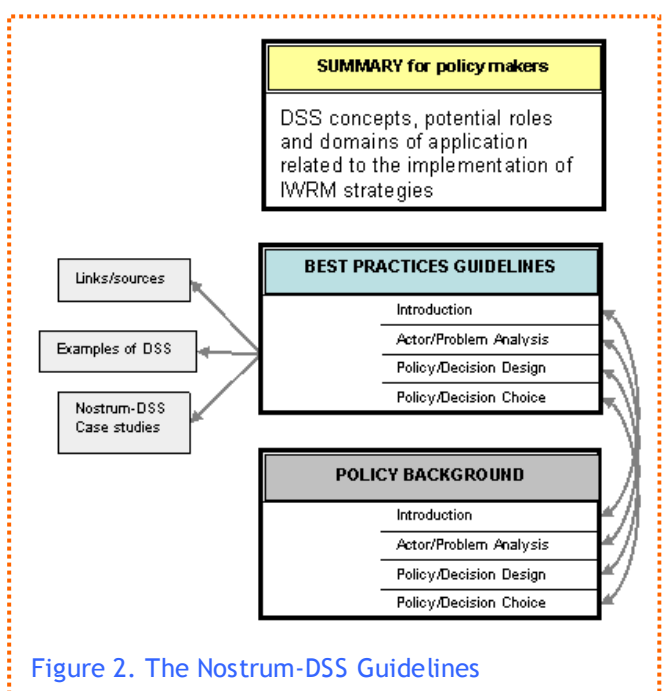 SUMMARY for policy makers
DSS concepts, potential roles
and domains of application
related to the implementation of
IWRM strategies
BEST PRACTICES GUIDELINES
Introduction
Actor/Problem Analysis
Policy/Decision Design
Policy/Decision Choice
Links/sources
Examples of DSS
Nostrum-DSS
Case studies
POLICY BACKGROUND
Introduction
Actor/Problem Analysis
Policy/Decision Design
Policy/Decision Choice
Figure 2. The Nostrum-DSS Guidelines